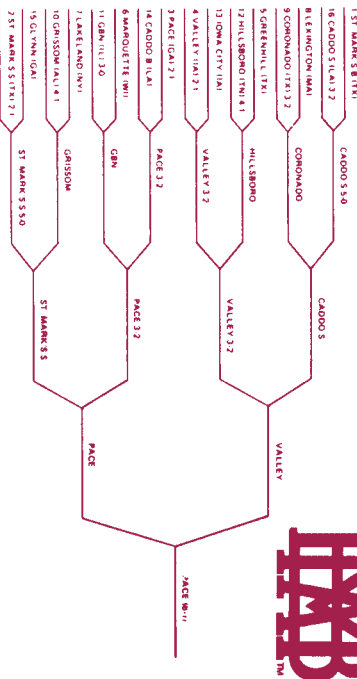 1 ST MARK'S B (TX)
16 CADDO S (LA) 3 2
8 LEXINGTON (MA)
9 CORONADO (TX) 3 2
5 GREENHILL (TX)
12 HILLSBORO (TN) 4 1
13 IOWA CITY (IA)
4 VALLEY (IA) 2 1
3 PACE (GA) 2 1
14 CADDO B (LA)
6 MARQUETTE (WI)
11 GBN (IL) 3 0
7 LAKELAND (NY)
10 GRISSOM (AL) 4 1
15 GLYNN (GA)
2 ST MARK'S S (TX) 2 1
CADDO S 5-0
CORONADO
HILLSBORO
VALLEY 3-2
PACE 3-2
GBN
GRISSOM
ST MARK'S S 5-0
CADDO S
VALLEY 3-2
PACE 3-2
ST MARK'S S
VALLEY
PACE
PACE
TM